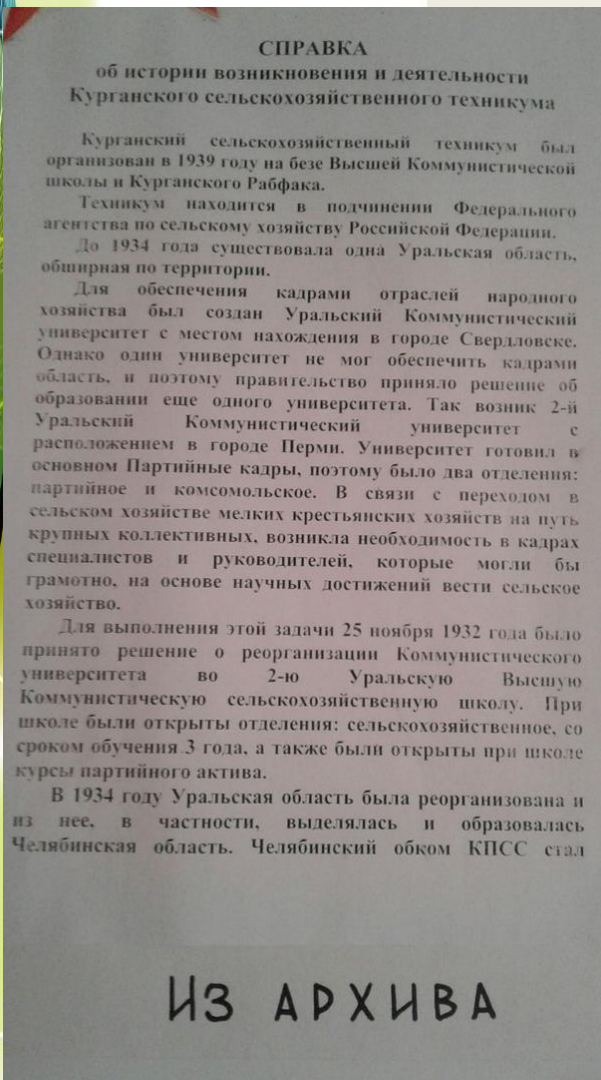 СПРАВКА
об истории возникновения и деятельности
Курганского сельскохозяйственного техникума
Курганский сельскохозяйственный техникум был
организован в 1939 году на безе Высшей Коммунистической
школы и Курганского Рабфака.
Техникум находится в подчинении Федерального
агентства по сельскому хозяйству Российской Федерации.
До 1934 года существовала одна Уральская область,
обширная по территории.
Для обеспечения кадрами отраслей народного
хозяйства был создан Уральский Коммунистический
университет с местом нахождения в городе Свердловске.
Однако один университет не мог обеспечить кадрами
область, и поэтому правительство приняло решение об
образовании еще одного университета. Так возник 2-й
Уральский Коммунистический университет с
расположением в городе Перми. Университет готовил в
основном Партийные кадры, поэтому было два отделения:
партийное и комсомольское. В связи с переходом в
сельском хозяйстве мелких крестьянских хозяйств на путь
крупных коллективных, возникла необходимость в кадрах
специалистов и руководителей, которые могли бы
грамотно, на основе научных достижений вести сельское
хозяйство.
Для выполнения этой задачи 25 ноября 1932 года было
принято решение о реорганизации Коммунистического
университета во 2-ю Уральскую Высшую
Коммунистическую сельскохозяйственную школу. При
школе были открыты отделения: сельскохозяйственное, со
сроком обучения 3 года, а также были открыты при школе
курсы партийного актива.
В 1934 году Уральская область была реорганизована и
из нее, в частности, выделялась и образовалась
Челябинская область. Челябинский обком КПСС стал
Из АРХИВА